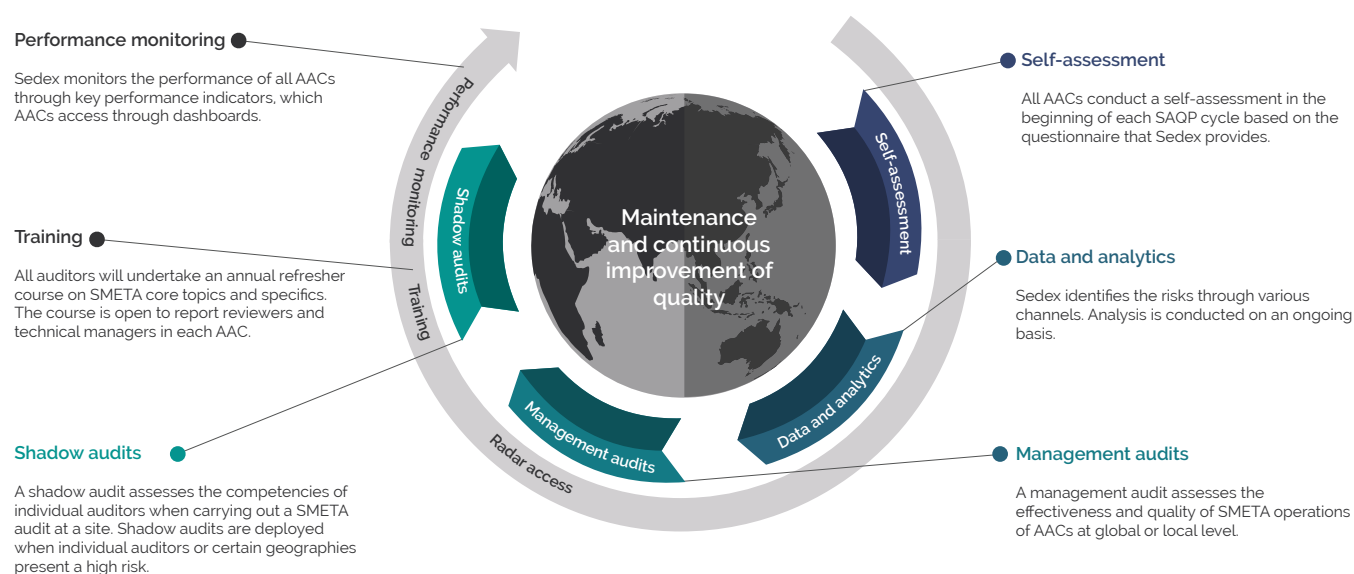 Performance monitoring
Sedex monitors the performance of all AACs
through key performance indicators, which
AACs access through dashboards.
Training
All auditors will undertake an annual refresher
course on SMETA core topics and specifics.
The course is open to report reviewers and
technical managers in each AAC.
Shadow audits
A shadow audit assesses the competencies of
individual auditors when carrying out a SMETA
audit at a site. Shadow audits are deployed
when individual auditors or certain geographies
present a high risk.
Performance monitoring
Training
Radar access
Shadow audits
Management audits
Data and analytics
Self-assessment
Maintenance
and continuous
improvement of
quality
Self-assessment
All AACs conduct a self-assessment in the
beginning of each SAQP cycle based on the
questionnaire that Sedex provides.
Data and analytics
Sedex identifies the risks through various
channels. Analysis is conducted on an ongoing
basis.
Management audits
A management audit assesses the
effectiveness and quality of SMETA operations
of AACs at global or local level.